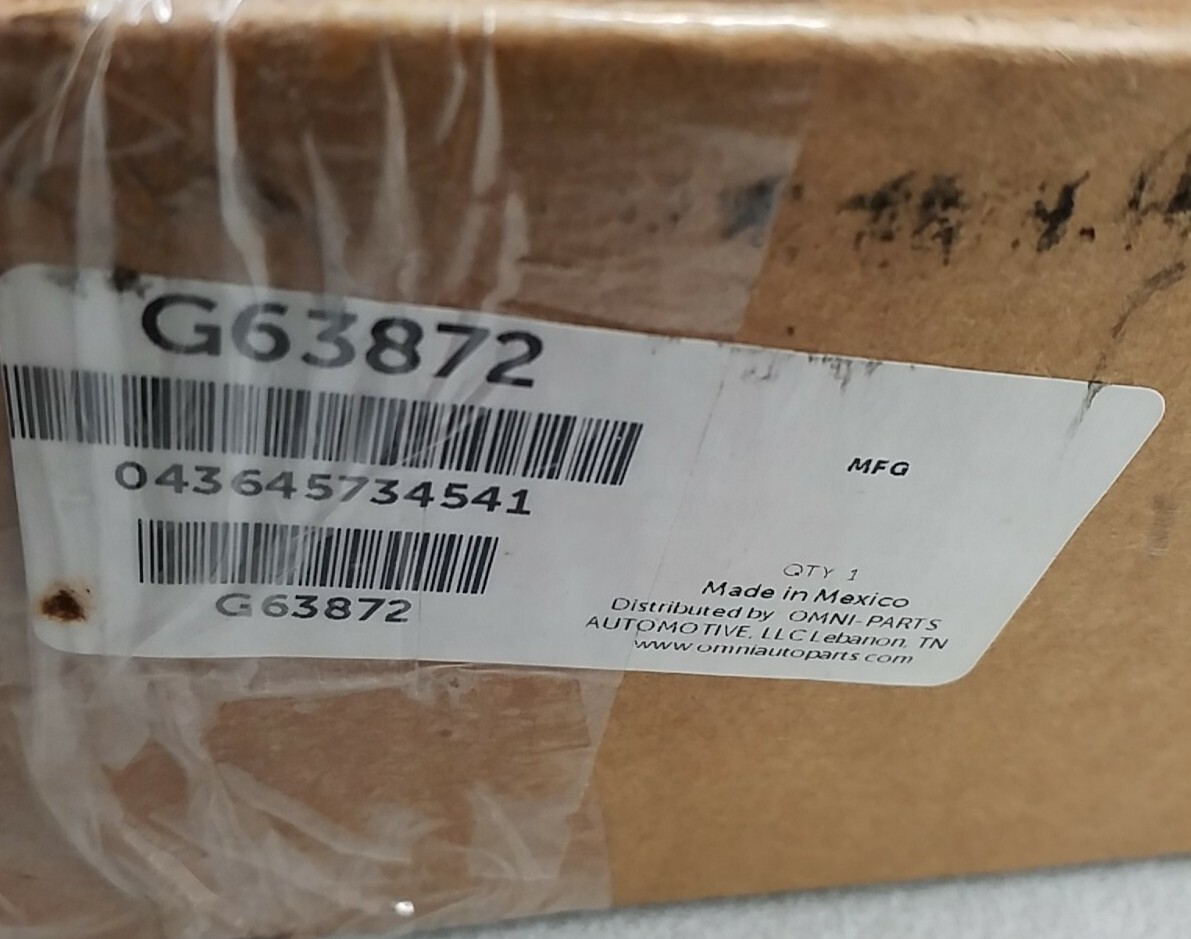 G63872
043645734541
G63872
MFG
QTY 1
Made in Mexico
Distributed by OMNI-PARTS
AUTOMOTIVE, LLC Lebanon, TN
www.omniautoparts.com